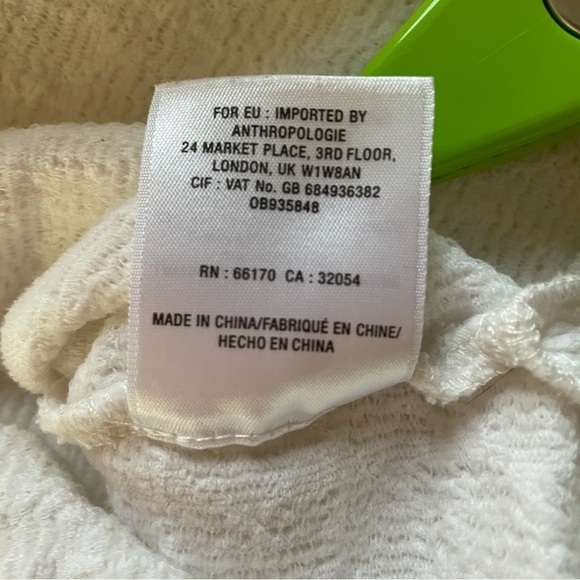 FOR EU : IMPORTED BY
ANTHROPOLOGIE
24 MARKET PLACE, 3RD FLOOR,
LONDON, UK W1W8AN
CIF : VAT No. GB 684936382
OB935848
RN : 66170 CA : 32054
MADE IN CHINA/FABRIQUÉ EN CHINE/
HECHO EN CHINA